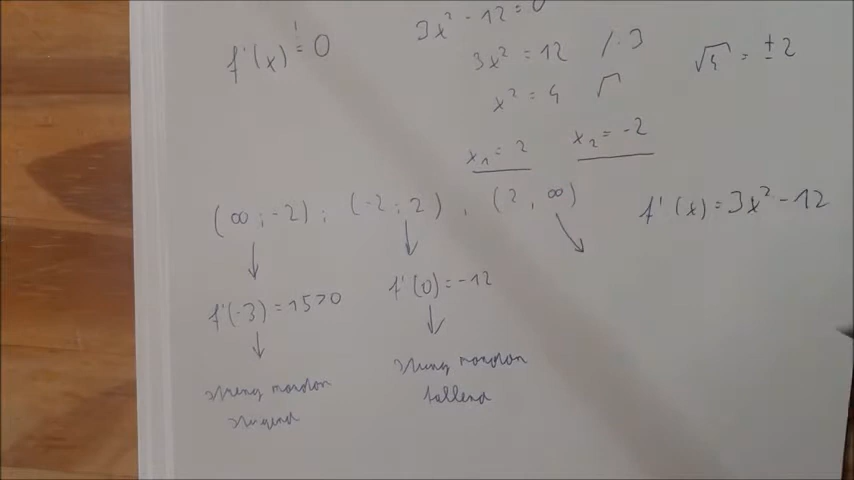 f'(x) = 0
3x² - 12 = 0
3x² = 12 / : 3
x² = 4 √
√4 = ± 2
x₁ = 2 x₂ = -2
(∞ ; -2) ; (-2 ; 2) , (2 , ∞)
f'(x) = 3x² - 12
f'(-3) = 15 > 0
f'(0) = -12
streng monoton
steigend
streng monoton
fallend